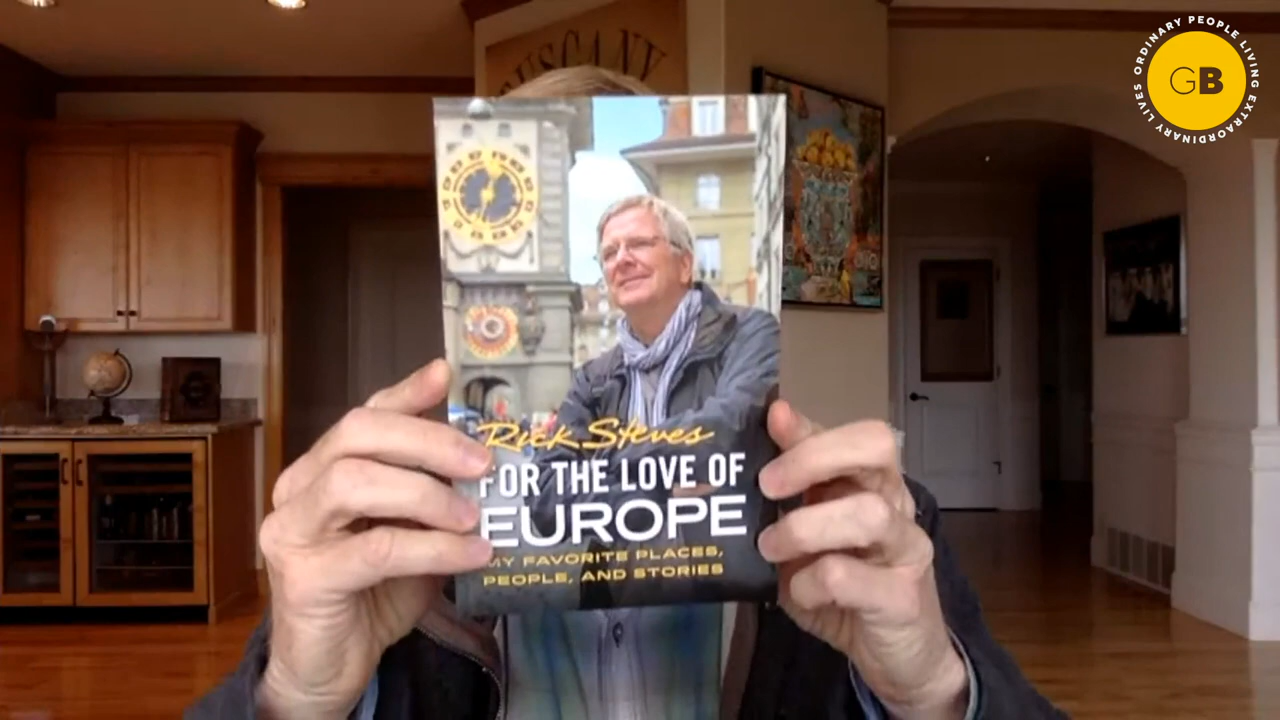 TUSCANY
Rick Steves
FOR THE LOVE OF
EUROPE
MY FAVORITE PLACES,
PEOPLE, AND STORIES
GB
ORDINARY PEOPLE LIVING EXTRAORDINARY LIVES